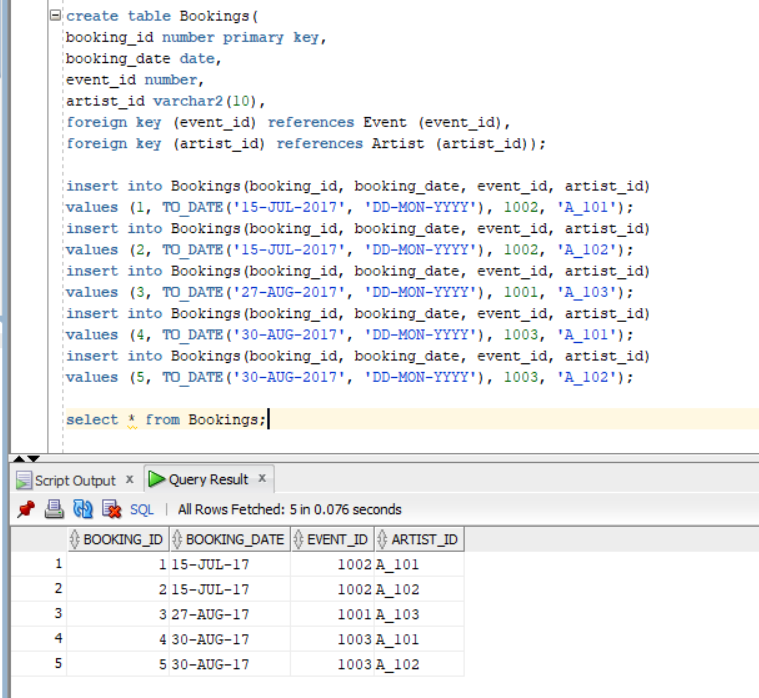 create table Bookings(
booking_id number primary key,
booking_date date,
event_id number,
artist_id varchar2(10),
foreign key (event_id) references Event (event_id),
foreign key (artist_id) references Artist (artist_id));
insert into Bookings(booking_id, booking_date, event_id, artist_id)
values (1, TO_DATE('15-JUL-2017', 'DD-MON-YYYY'), 1002, 'A_101');
insert into Bookings(booking_id, booking_date, event_id, artist_id)
values (2, TO_DATE('15-JUL-2017', 'DD-MON-YYYY'), 1002, 'A_102');
insert into Bookings(booking_id, booking_date, event_id, artist_id)
values (3, TO_DATE('27-AUG-2017', 'DD-MON-YYYY'), 1001, 'A_103');
insert into Bookings(booking_id, booking_date, event_id, artist_id)
values (4, TO_DATE('30-AUG-2017', 'DD-MON-YYYY'), 1003, 'A_101');
insert into Bookings(booking_id, booking_date, event_id, artist_id)
values (5, TO_DATE('30-AUG-2017', 'DD-MON-YYYY'), 1003, 'A_102');
select * from Bookings;
Script Output x Query Result x
SQL | All Rows Fetched: 5 in 0.076 seconds
BOOKING_ID BOOKING_DATE EVENT_ID ARTIST_ID
1 1 15-JUL-17 1002 A_101
2 2 15-JUL-17 1002 A_102
3 3 27-AUG-17 1001 A_103
4 4 30-AUG-17 1003 A_101
5 5 30-AUG-17 1003 A_102